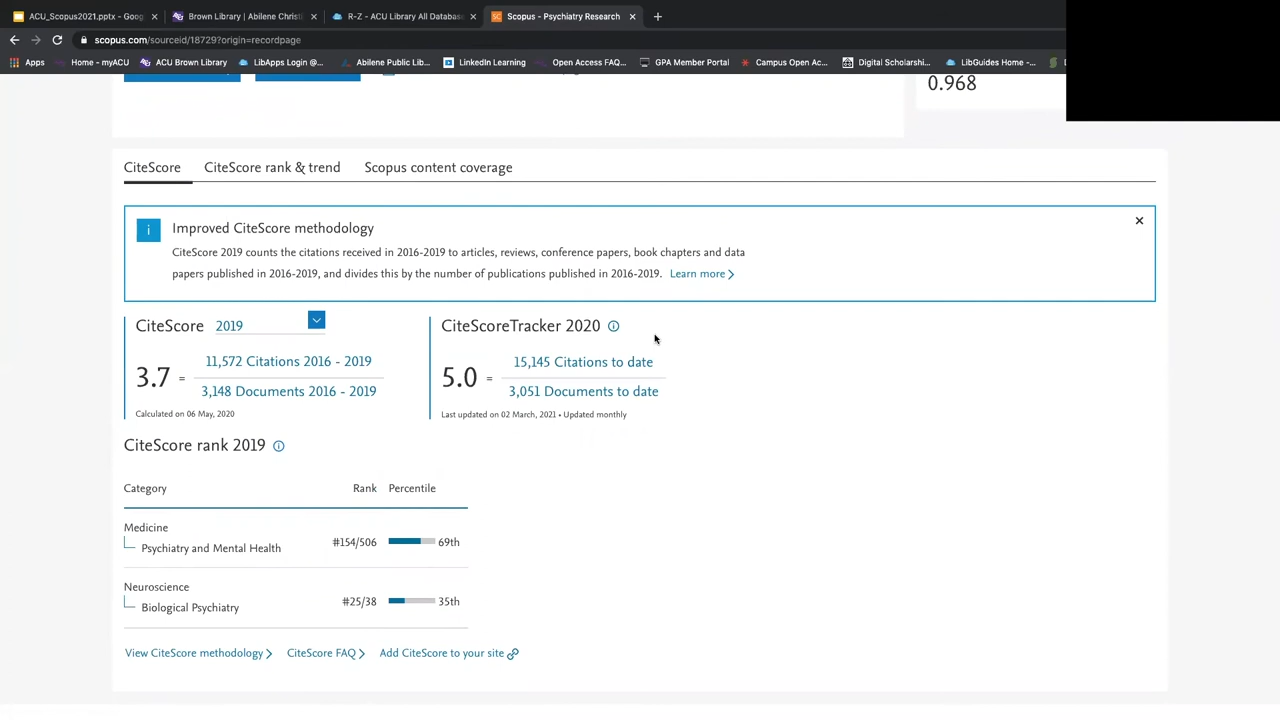 ACU_Scopus2021.pptx - Goog
Brown Library | Abilene Christi
R-Z - ACU Library All Database
SC Scopus - Psychiatry Research
scopus.com/sourceid/18729?origin=recordpage
Apps
Home - myACU
ACU Brown Library
LibApps Login @...
Abilene Public Lib...
LinkedIn Learning
Open Access FAQ...
GPA Member Portal
Campus Open Ac...
Digital Scholarshi...
LibGuides Home -...
0.968
CiteScore
CiteScore rank & trend
Scopus content coverage
Improved CiteScore methodology
CiteScore 2019 counts the citations received in 2016-2019 to articles, reviews, conference papers, book chapters and data
papers published in 2016-2019, and divides this by the number of publications published in 2016-2019. Learn more
CiteScore 2019
3.7 =
11,572 Citations 2016 - 2019
3,148 Documents 2016 - 2019
Calculated on 06 May, 2020
CiteScoreTracker 2020
5.0 =
15,145 Citations to date
3,051 Documents to date
Last updated on 02 March, 2021 • Updated monthly
CiteScore rank 2019
Category Rank Percentile
Medicine
Psychiatry and Mental Health #154/506 69th
Neuroscience
Biological Psychiatry #25/38 35th
View CiteScore methodology
CiteScore FAQ
Add CiteScore to your site